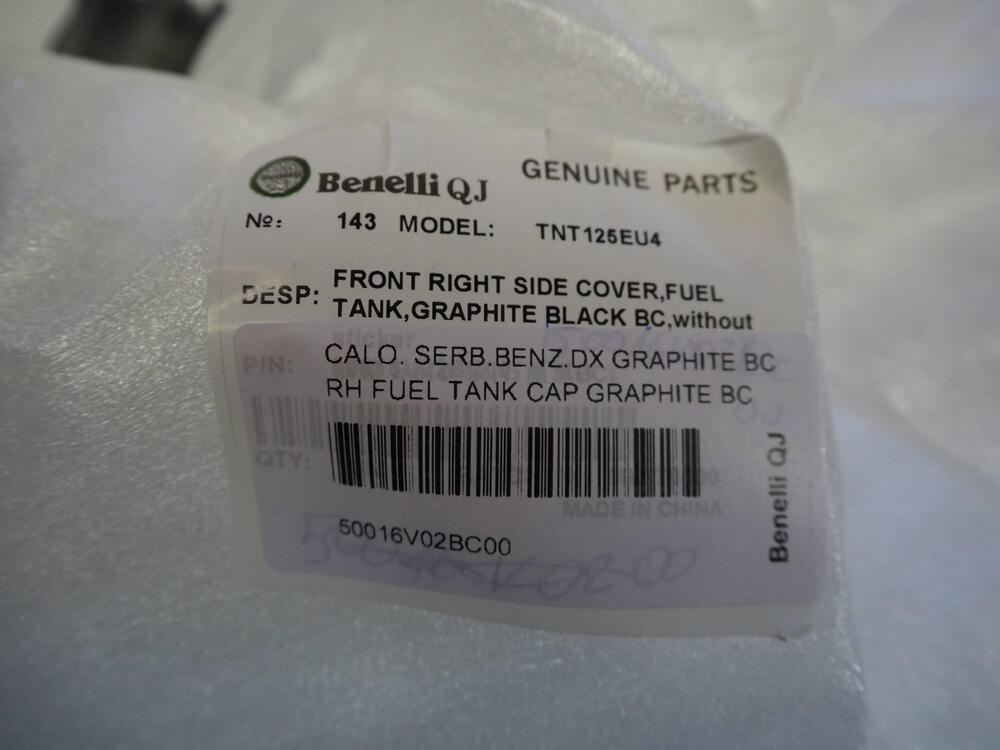 Benelli QJ GENUINE PARTS
№: 143 MODEL: TNT125EU4
DESP: FRONT RIGHT SIDE COVER,FUEL
TANK,GRAPHITE BLACK BC,without
sticker
P/N:
CALO. SERB.BENZ.DX GRAPHITE BC
RH FUEL TANK CAP GRAPHITE BC
QTY:
MADE IN CHINA
50016V02BC00
Benelli QJ